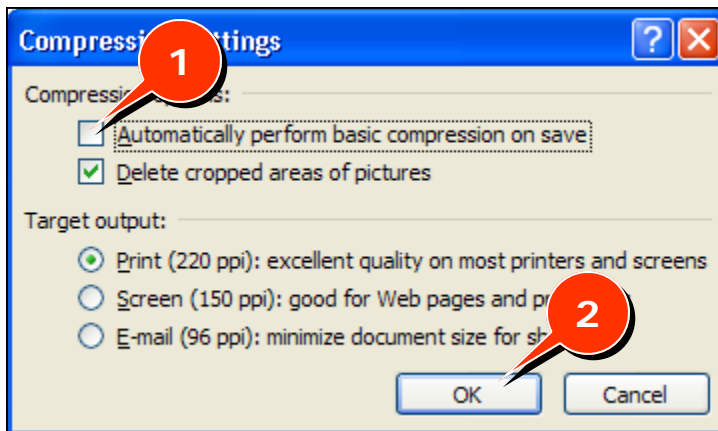 Compressi ttings
1
Compressi s:
Automatically perform basic compression on save
Delete cropped areas of pictures
Target output:
Print (220 ppi): excellent quality on most printers and screens
Screen (150 ppi): good for Web pages and pr
2
E-mail (96 ppi): minimize document size for sh
OK
Cancel